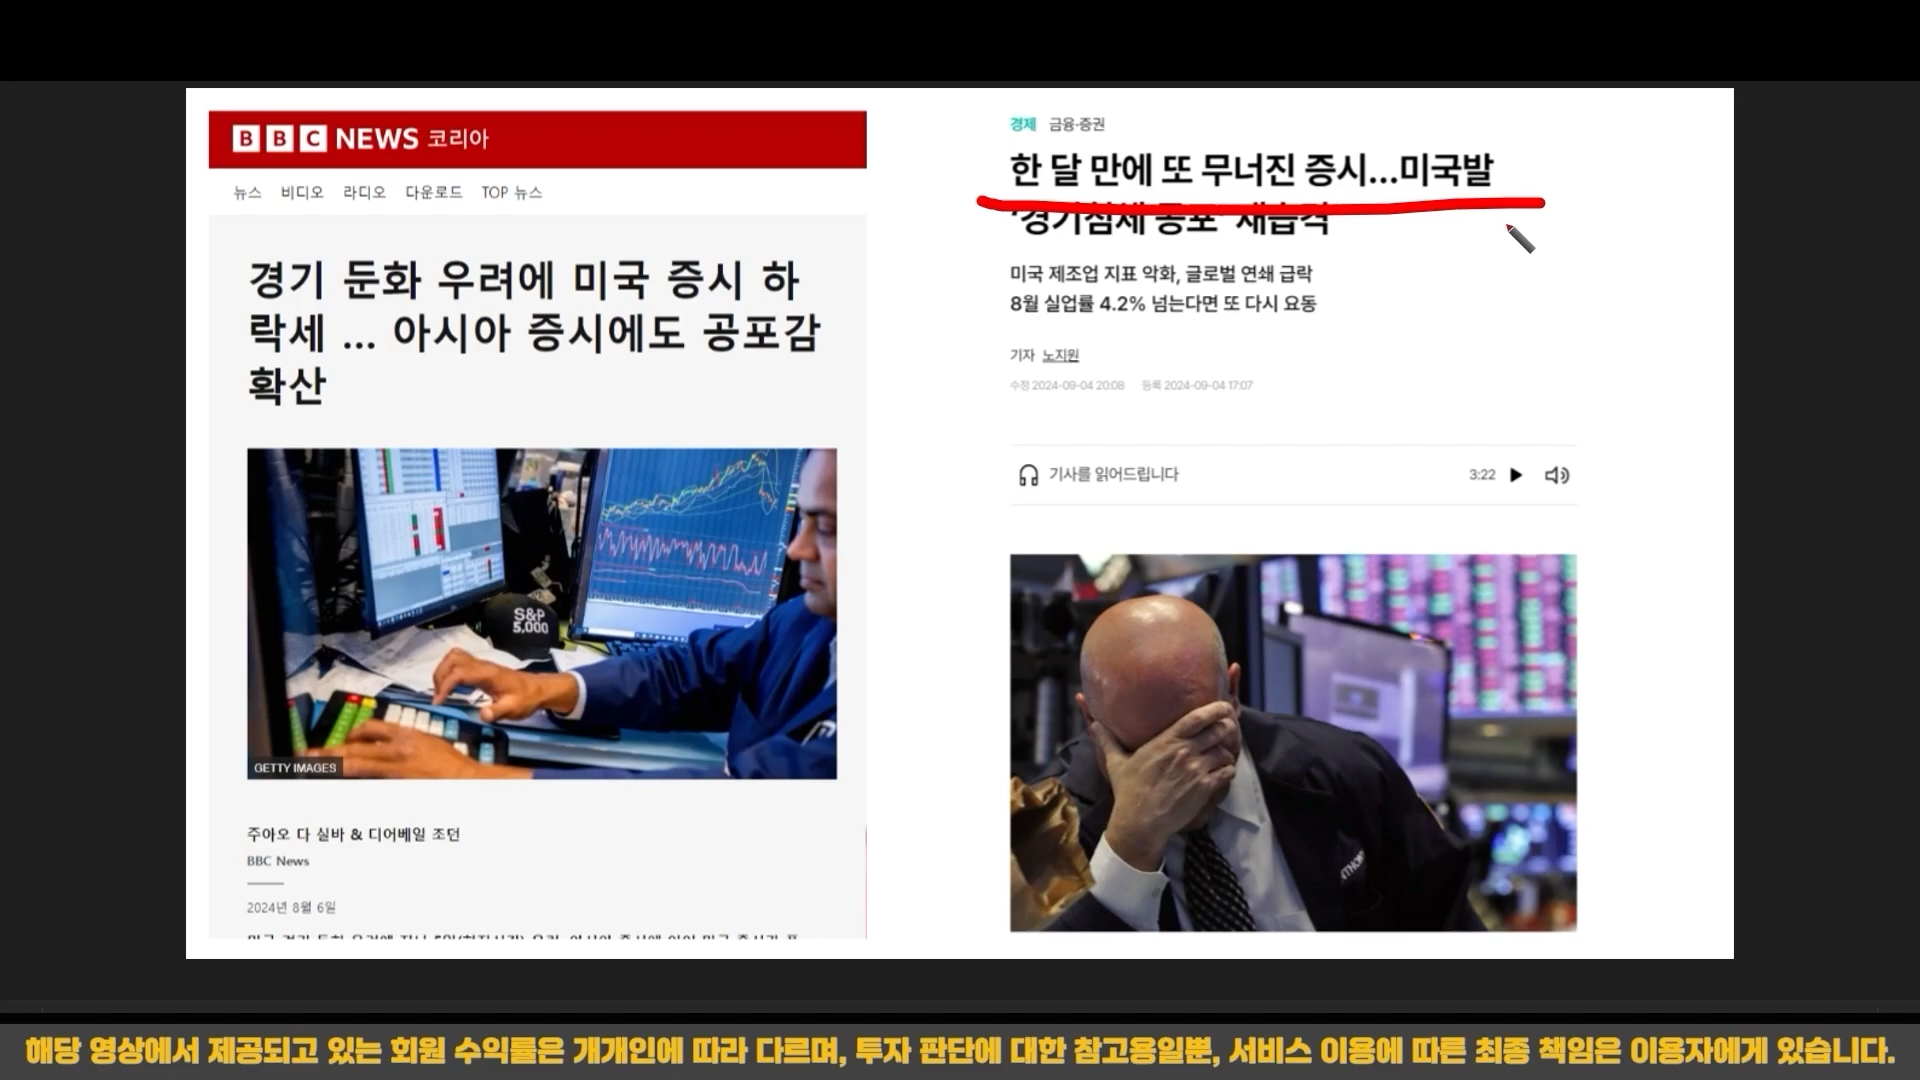 BBC NEWS 코리아
뉴스 비디오 라디오 다운로드 TOP 뉴스
경기 둔화 우려에 미국 증시 하
락세 ... 아시아 증시에도 공포감
확산
S&P
5,000
GETTY IMAGES
주아오 다 실바 & 디어베일 조던
BBC News
2024년 8월 6일
경제 금융·증권
한 달 만에 또 무너진 증시…미국발
‘경기침체 공포’ 재습격
미국 제조업 지표 악화, 글로벌 연쇄 급락
8월 실업률 4.2% 넘는다면 또 다시 요동
기자 노지원
수정 2024-09-04 20:08 등록 2024-09-04 17:07
기사를 읽어드립니다
3:22
해당 영상에서 제공되고 있는 회원 수익률은 개개인에 따라 다르며, 투자 판단에 대한 참고용일뿐, 서비스 이용에 따른 최종 책임은 이용자에게 있습니다.